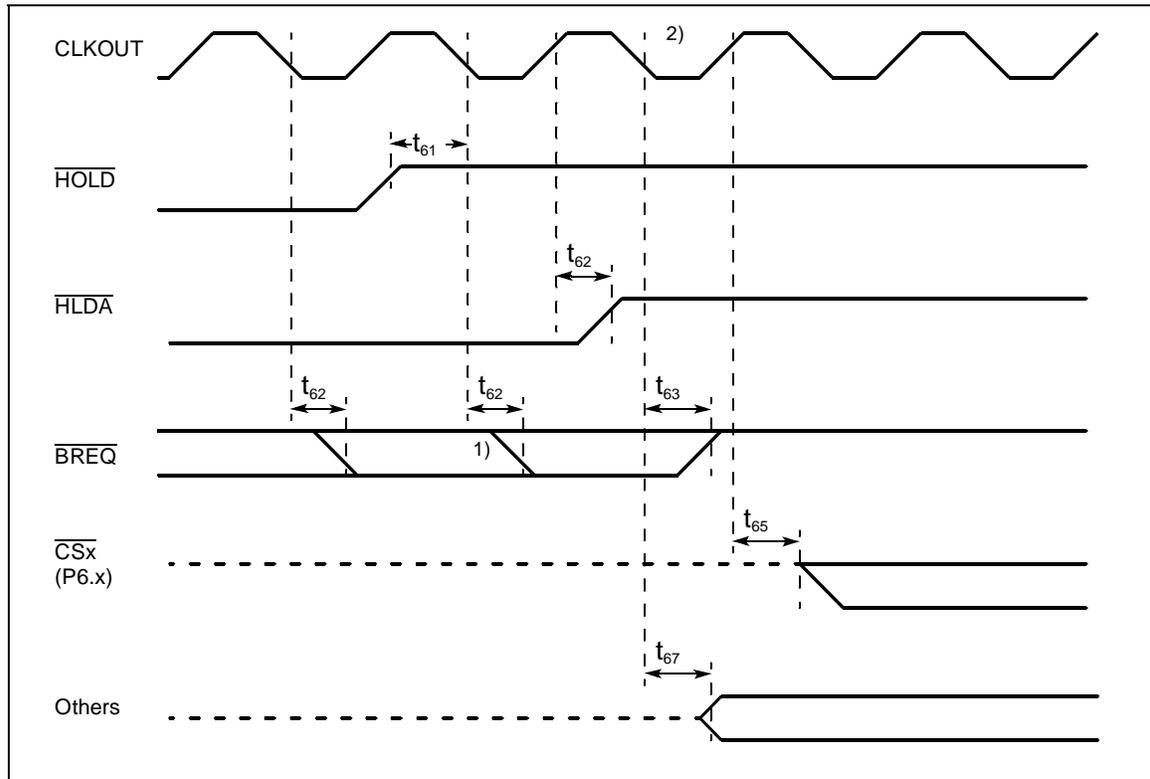 CLKOUT
2)
t61
HOLD
t62
HLDA
t62
t62
t63
BREQ
1)
t65
CSx
(P6.x)
t67
Others